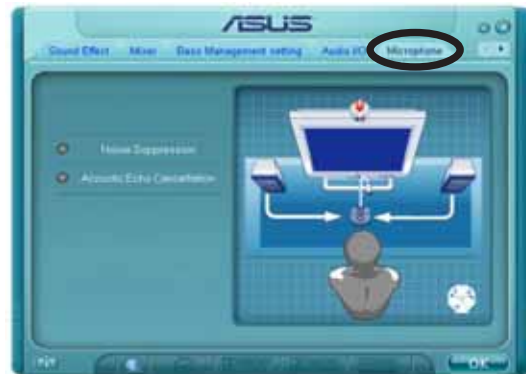 ASUS
Sound Effect Mixer Bass Management setting Audio I/O Microphone
Noise Suppression
Acoustic Echo Cancellation
OK